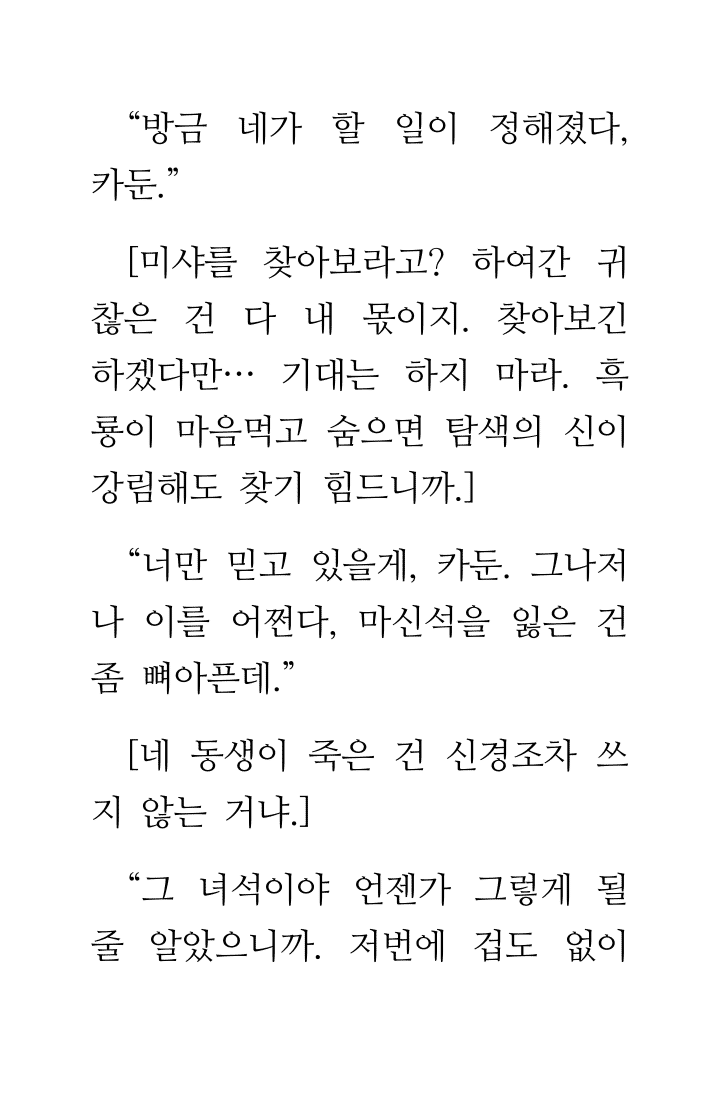 “방금 네가 할 일이 정해졌다,
카둔.”
[미샤를 찾아보라고? 하여간 귀
찮은 건 다 내 몫이지. 찾아보긴
하겠다만… 기대는 하지 마라. 흑
룡이 마음먹고 숨으면 탐색의 신이
강림해도 찾기 힘드니까.]
“너만 믿고 있을게, 카둔. 그나저
나 이를 어쩐다, 마신석을 잃은 건
좀 뼈아픈데.”
[네 동생이 죽은 건 신경조차 쓰
지 않는 거냐.]
“그 녀석이야 언젠가 그렇게 될
줄 알았으니까. 저번에 겁도 없이